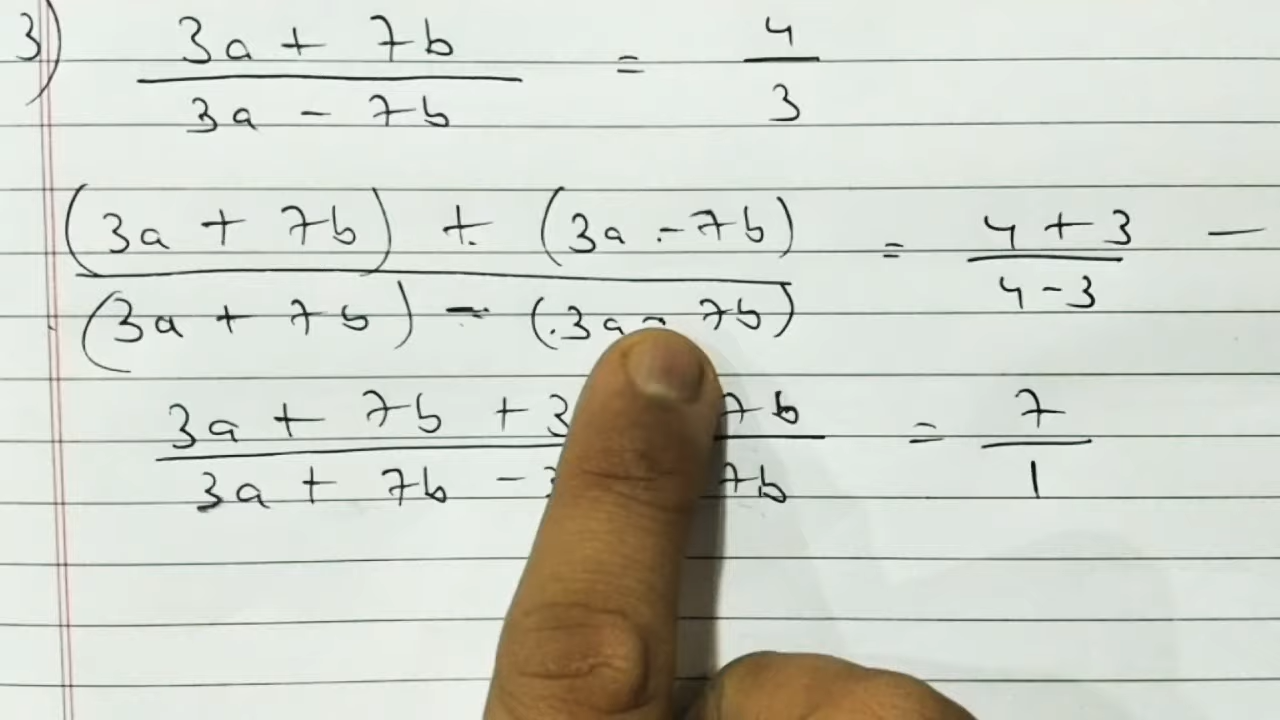 3) (3a + 7b)/(3a - 7b) = 4/3
((3a + 7b) + (3a - 7b))/((3a + 7b) - (3a - 7b)) = (4 + 3)/(4 - 3) —
3a + 7b + 3 7b = 7
3a + 7b - 7b 1